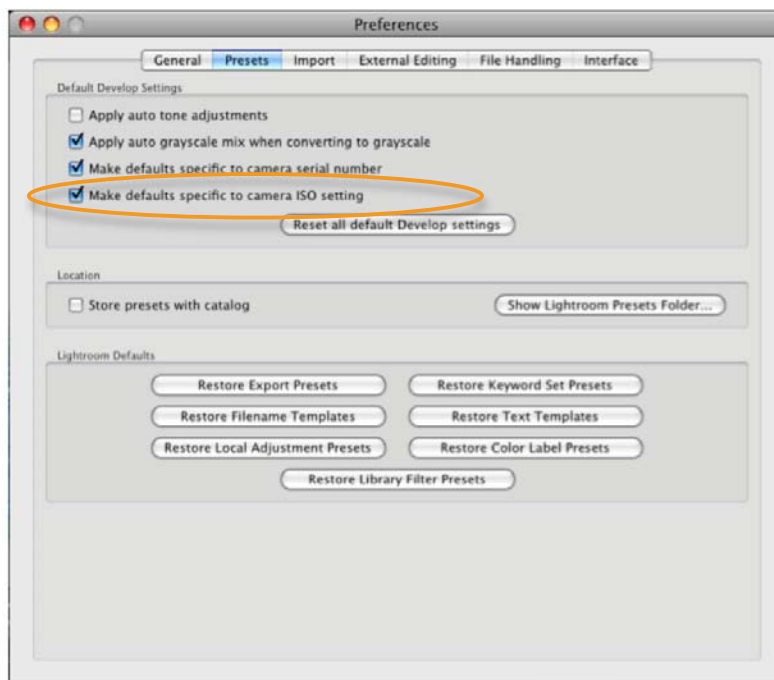 Preferences
General Presets Import External Editing File Handling Interface
Default Develop Settings
Apply auto tone adjustments
Apply auto grayscale mix when converting to grayscale
Make defaults specific to camera serial number
Make defaults specific to camera ISO setting
Reset all default Develop settings
Location
Store presets with catalog Show Lightroom Presets Folder...
Lightroom Defaults
Restore Export Presets Restore Keyword Set Presets
Restore Filename Templates Restore Text Templates
Restore Local Adjustment Presets Restore Color Label Presets
Restore Library Filter Presets